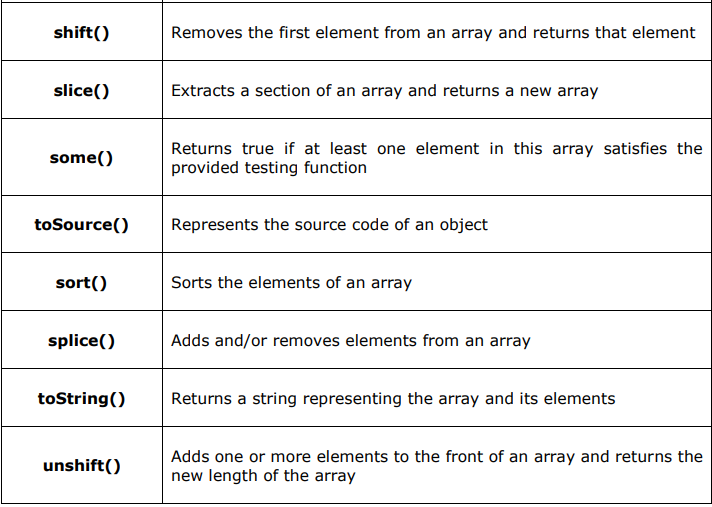 shift() Removes the first element from an array and returns that element
slice() Extracts a section of an array and returns a new array
some() Returns true if at least one element in this array satisfies the
provided testing function
toSource() Represents the source code of an object
sort() Sorts the elements of an array
splice() Adds and/or removes elements from an array
toString() Returns a string representing the array and its elements
unshift() Adds one or more elements to the front of an array and returns the
new length of the array